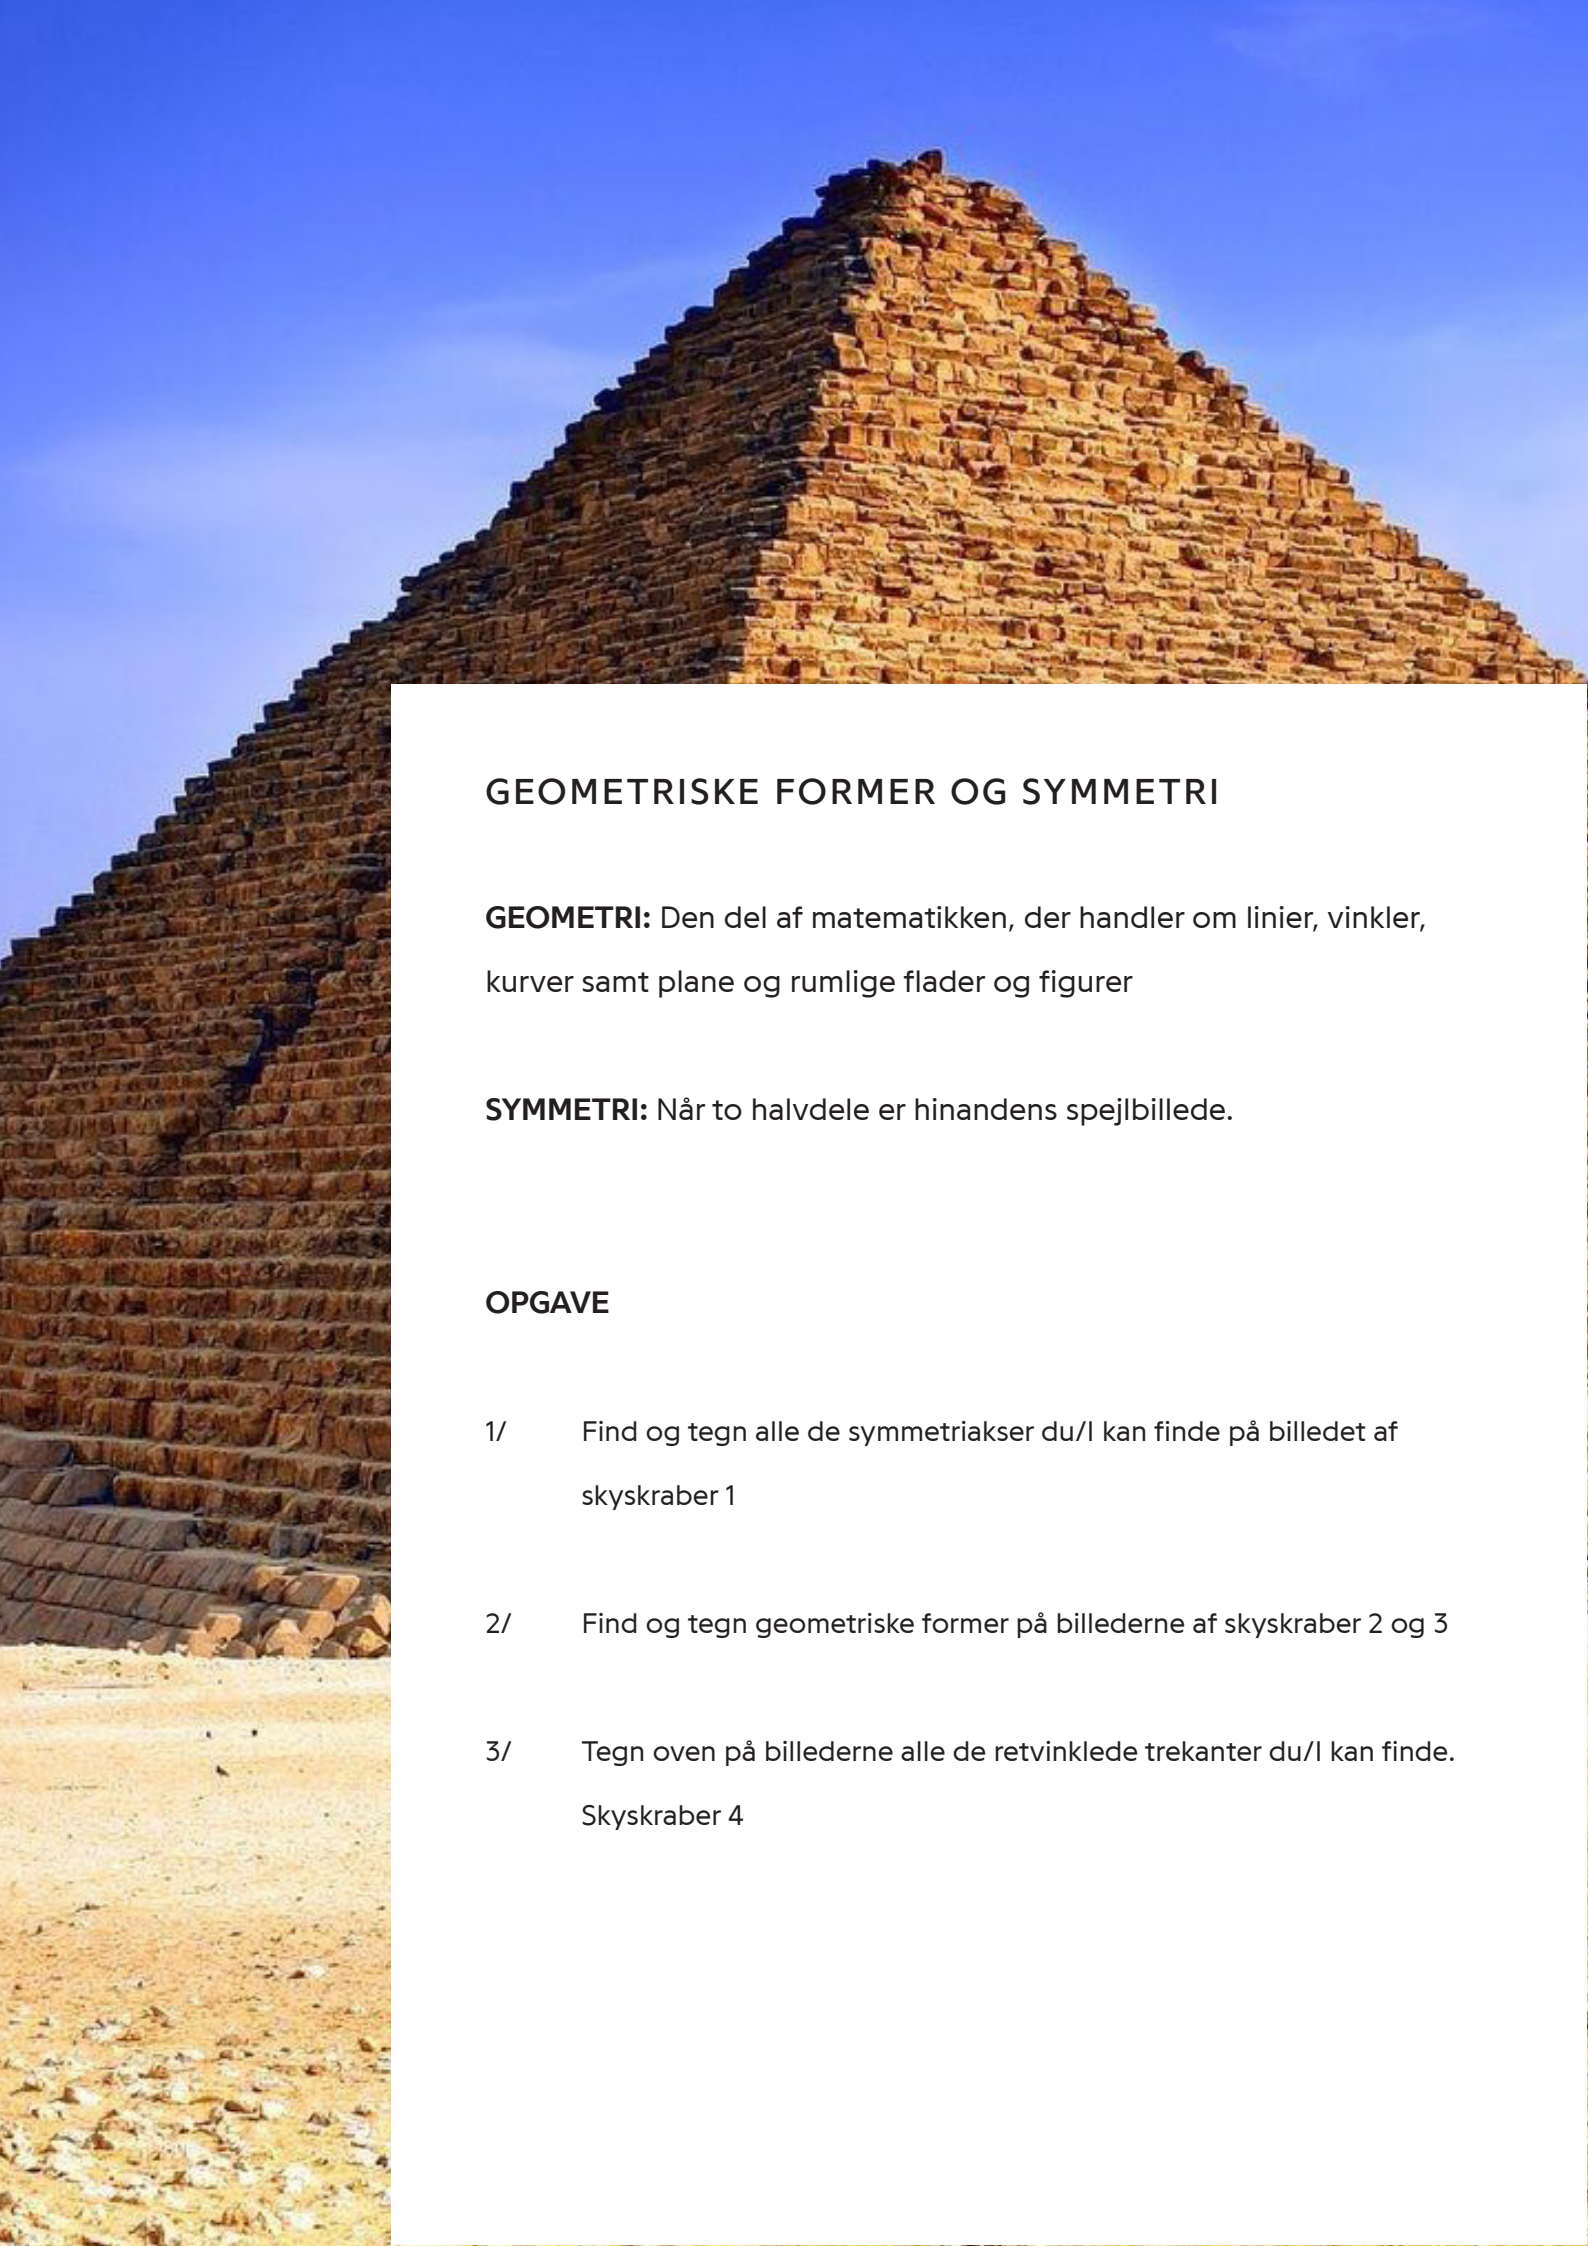 GEOMETRISKE FORMER OG SYMMETRI
GEOMETRI: Den del af matematikken, der handler om linier, vinkler,
kurver samt plane og rumlige flader og figurer
SYMMETRI: Når to halvdele er hinandens spejlbillede.
OPGAVE
1/ Find og tegn alle de symmetriakser du/I kan finde på billedet af
skyskraber 1
2/ Find og tegn geometriske former på billederne af skyskraber 2 og 3
3/ Tegn oven på billederne alle de retvinklede trekanter du/I kan finde.
Skyskraber 4